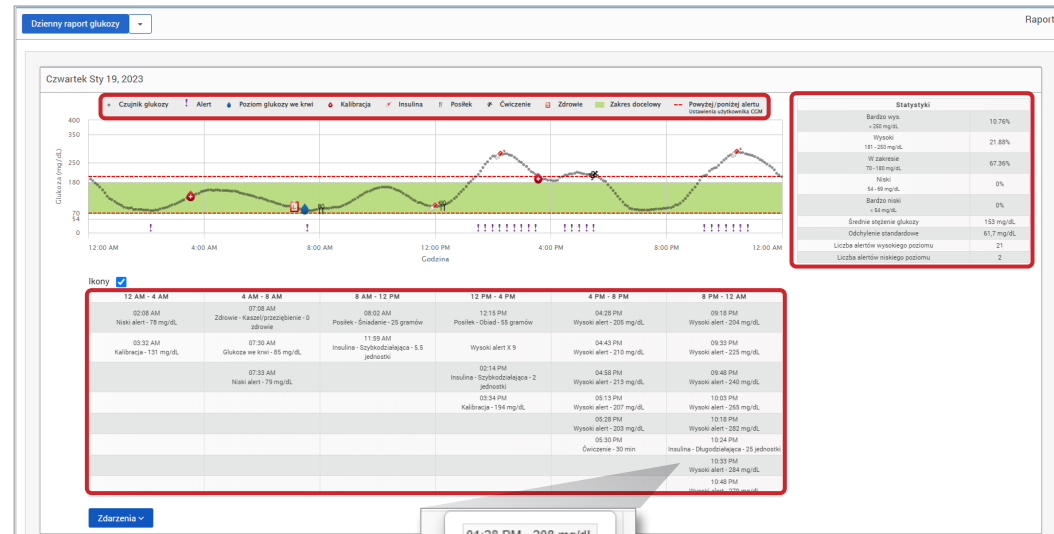 Dzienny raport glukozy
Raport
Czwartek Sty 19, 2023
Czujnik glukozy Alert Poziom glukozy we krwi Kalibracja Insulina Posiłek Ćwiczenie Zdrowie Zakres docelowy Powyżej/poniżej alertu
Ustawienia użytkownika CGM
Glukoza (mg/dL)
400
350
250
180
70
54
0
12:00 AM 4:00 AM 8:00 AM 12:00 PM 4:00 PM 8:00 PM 12:00 AM
Godzina
Statystyki
Bardzo wys.
> 250 mg/dL
10.76%
Wysoki
181 - 250 mg/dL
21.88%
W zakresie
70 - 180 mg/dL
67.36%
Niski
54 - 69 mg/dL
0%
Bardzo niski
< 54 mg/dL
0%
Średnie stężenie glukozy 153 mg/dL
Odchylenie standardowe 61,7 mg/dL
Liczba alertów wysokiego poziomu 21
Liczba alertów niskiego poziomu 2
Ikony
12 AM - 4 AM 4 AM - 8 AM 8 AM - 12 PM 12 PM - 4 PM 4 PM - 8 PM 8 PM - 12 AM
02:08 AM
Niski alert - 78 mg/dL
07:08 AM
Zdrowie - Kaszel/przeziębienie - 0
zdrowie
08:02 AM
Posiłek - Śniadanie - 25 gramów
12:15 PM
Posiłek - Obiad - 55 gramów
04:28 PM
Wysoki alert - 205 mg/dL
09:18 PM
Wysoki alert - 204 mg/dL
03:32 AM
Kalibracja - 131 mg/dL
07:30 AM
Glukoza we krwi - 85 mg/dL
11:59 AM
Insulina - Szybkodziałająca - 5.5
jednostki
Wysoki alert X 9
04:43 PM
Wysoki alert - 210 mg/dL
09:33 PM
Wysoki alert - 225 mg/dL
07:33 AM
Niski alert - 79 mg/dL
02:14 PM
Insulina - Szybkodziałająca - 2
jednostki
04:58 PM
Wysoki alert - 213 mg/dL
09:48 PM
Wysoki alert - 240 mg/dL
03:34 PM
Kalibracja - 194 mg/dL
05:13 PM
Wysoki alert - 207 mg/dL
10:03 PM
Wysoki alert - 265 mg/dL
05:28 PM
Wysoki alert - 203 mg/dL
10:18 PM
Wysoki alert - 282 mg/dL
05:30 PM
Ćwiczenie - 30 min
10:24 PM
Insulina - Długodziałająca - 25 jednostki
10:33 PM
Wysoki alert - 284 mg/dL
10:48 PM
Wysoki alert - 279 mg/dL
Zdarzenia